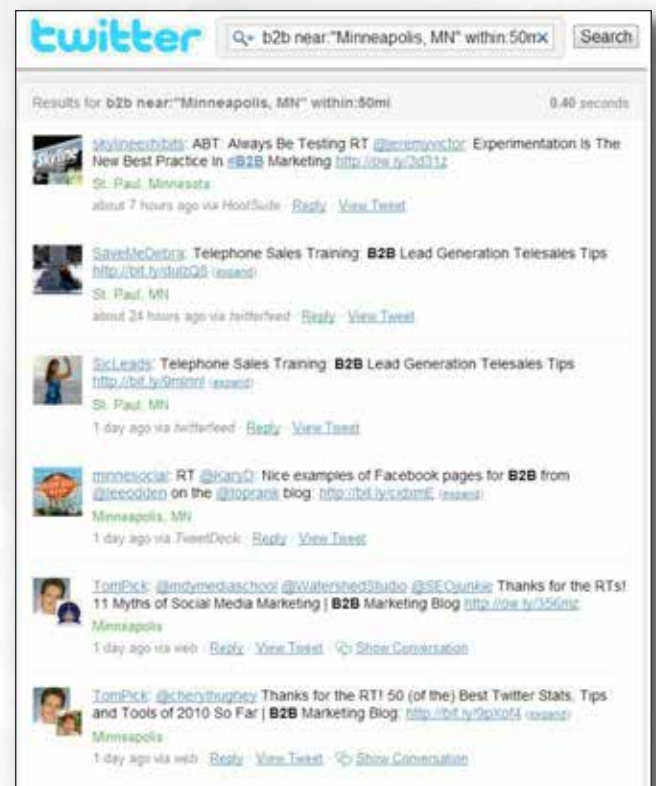 twitter
b2b near:"Minneapolis, MN" within:50m
Search
Results for b2b near:"Minneapolis, MN" within:50mi
0.40 seconds
skylineexhibits: ABT: Always Be Testing RT @jeremyvictor: Experimentation Is The
New Best Practice In #B2B Marketing http://ow.ly/3d31z
St. Paul, Minnesota
about 7 hours ago via HootSuite · Reply · View Tweet
SaveMeDebra: Telephone Sales Training: B2B Lead Generation Telesales Tips
(expand)
St. Paul, MN
about 24 hours ago via twitterfeed · Reply · View Tweet
SicLeads: Telephone Sales Training: B2B Lead Generation Telesales Tips
(expand)
St. Paul, MN
1 day ago via twitterfeed · Reply · View Tweet
minnesocial: RT @KaryD: Nice examples of Facebook pages for B2B from
@leeodden on the @toprank blog: (expand)
Minneapolis, MN
1 day ago via TweetDeck · Reply · View Tweet
TomPick: @indymediaschool @WatershedStudio @SEOjunkie Thanks for the RTs!
11 Myths of Social Media Marketing | B2B Marketing Blog
Minneapolis
1 day ago via web · Reply · View Tweet · Show Conversation
TomPick: @cherylhughey Thanks for the RT! 50 (of the) Best Twitter Stats, Tips
and Tools of 2010 So Far | B2B Marketing Blog: http://bit.ly/9pXof4 (expand)
Minneapolis
1 day ago via web · Reply · View Tweet · Show Conversation